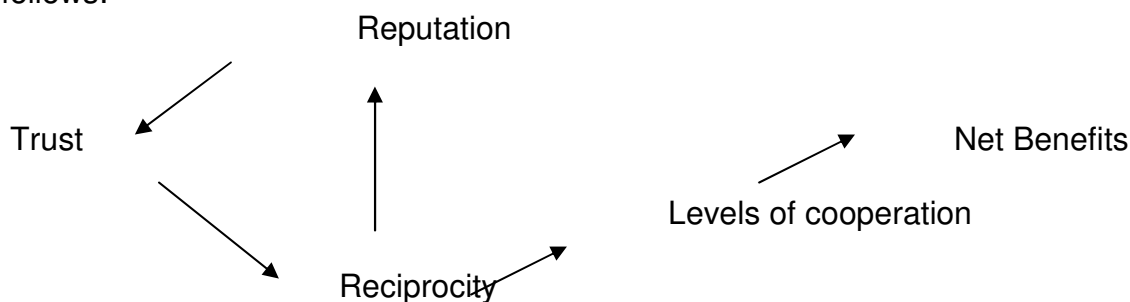 follows:
Reputation
Trust
Net Benefits
Levels of cooperation
Reciprocity